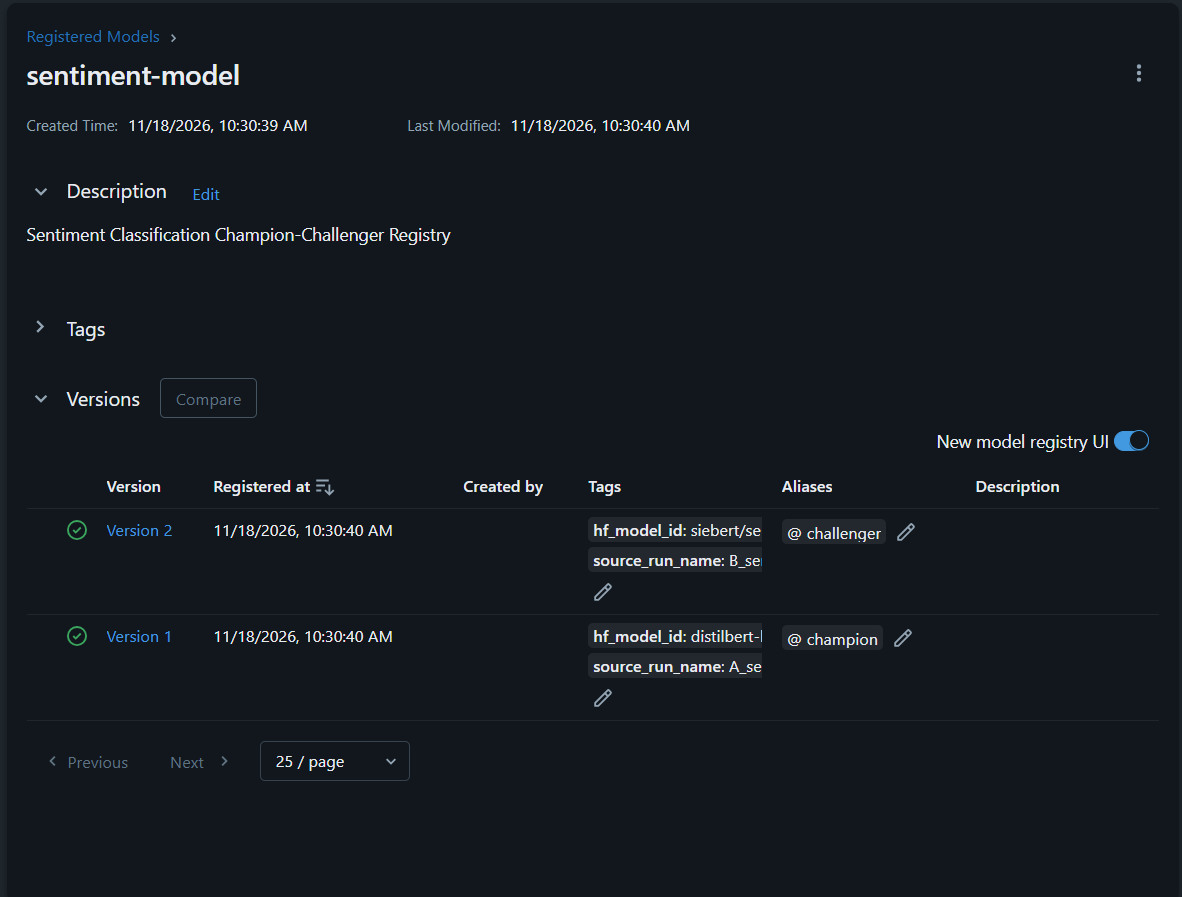 Registered Models
sentiment-model
Created Time: 11/18/2026, 10:30:39 AM Last Modified: 11/18/2026, 10:30:40 AM
Description Edit
Sentiment Classification Champion-Challenger Registry
Tags
Versions Compare
New model registry UI
Version Registered at Created by Tags Aliases Description
Version 2 11/18/2026, 10:30:40 AM hf_model_id: siebert/se @ challenger
source_run_name: B_se
Version 1 11/18/2026, 10:30:40 AM hf_model_id: distilbert- @ champion
source_run_name: A_se
Previous Next 25 / page